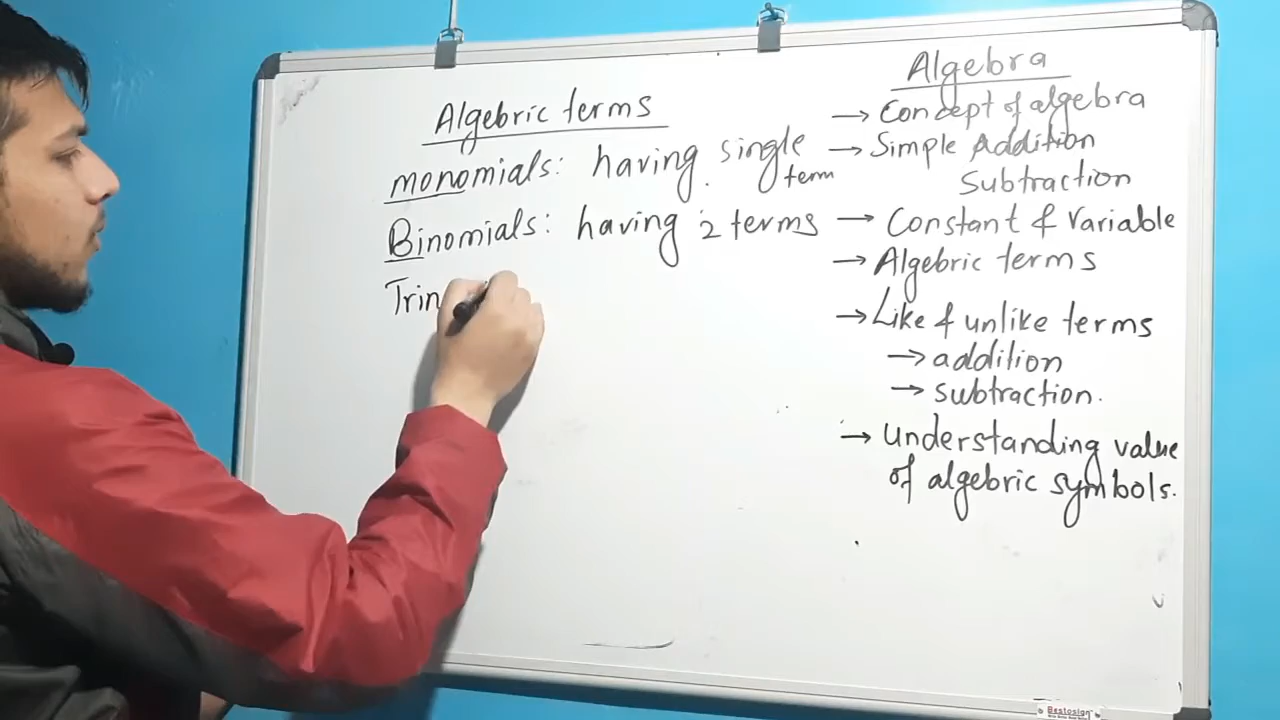 Algebric terms
monomials: having single
term
Binomials: having 2 terms
Trin
Algebra
→ Concept of algebra
→ Simple Addition
Subtraction
→ Constant & Variable
→ Algebric terms
→ Like & unlike terms
→ addition
→ subtraction.
→ Understanding value
of algebric symbols.
Bestosign